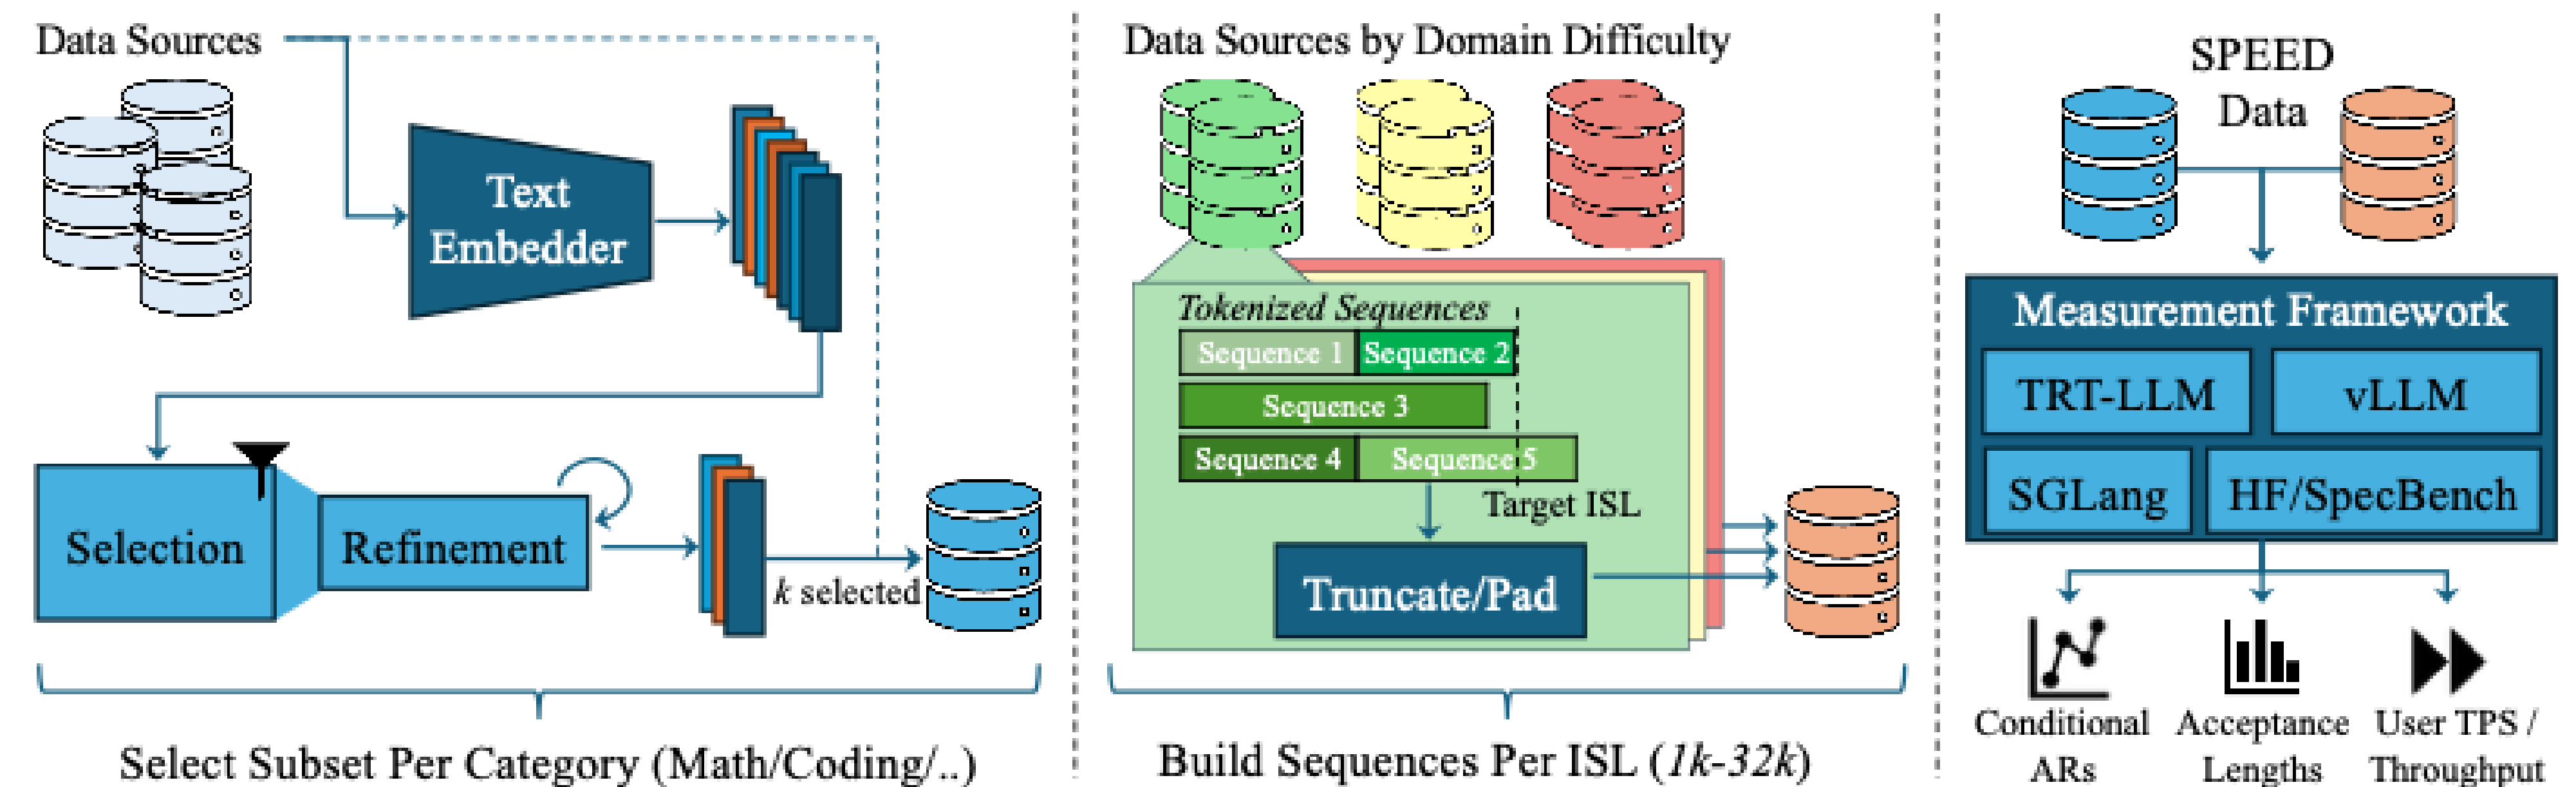 Data Sources
Text
Embedder
Selection
Refinement
k selected
Select Subset Per Category (Math/Coding/..)
Data Sources by Domain Difficulty
Tokenized Sequences
Sequence 1
Sequence 2
Sequence 3
Sequence 4
Sequence 5
Target ISL
Truncate/Pad
Build Sequences Per ISL (1k-32k)
SPEED
Data
Measurement Framework
TRT-LLM
vLLM
SGLang
HF/SpecBench
Conditional
ARs
Acceptance
Lengths
User TPS /
Throughput